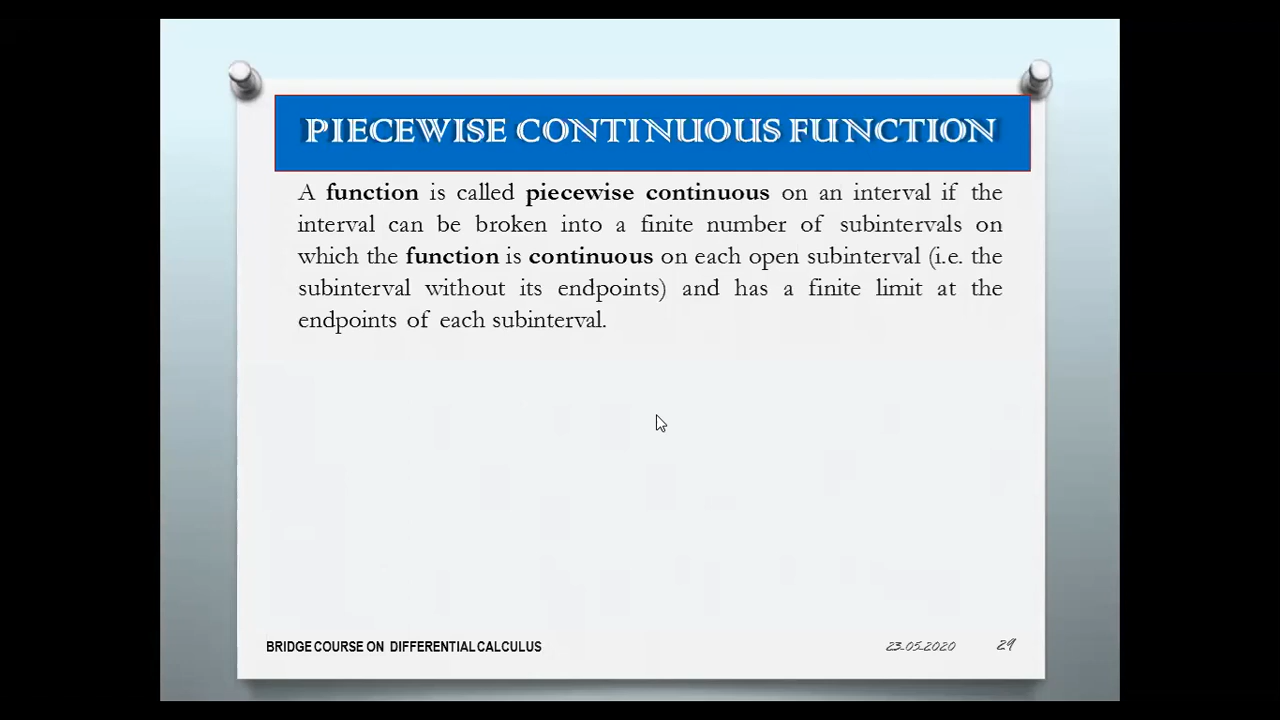 PIECEWISE CONTINUOUS FUNCTION
A function is called piecewise continuous on an interval if the
interval can be broken into a finite number of subintervals on
which the function is continuous on each open subinterval (i.e. the
subinterval without its endpoints) and has a finite limit at the
endpoints of each subinterval.
BRIDGE COURSE ON DIFFERENTIAL CALCULUS
23.05.2020
29